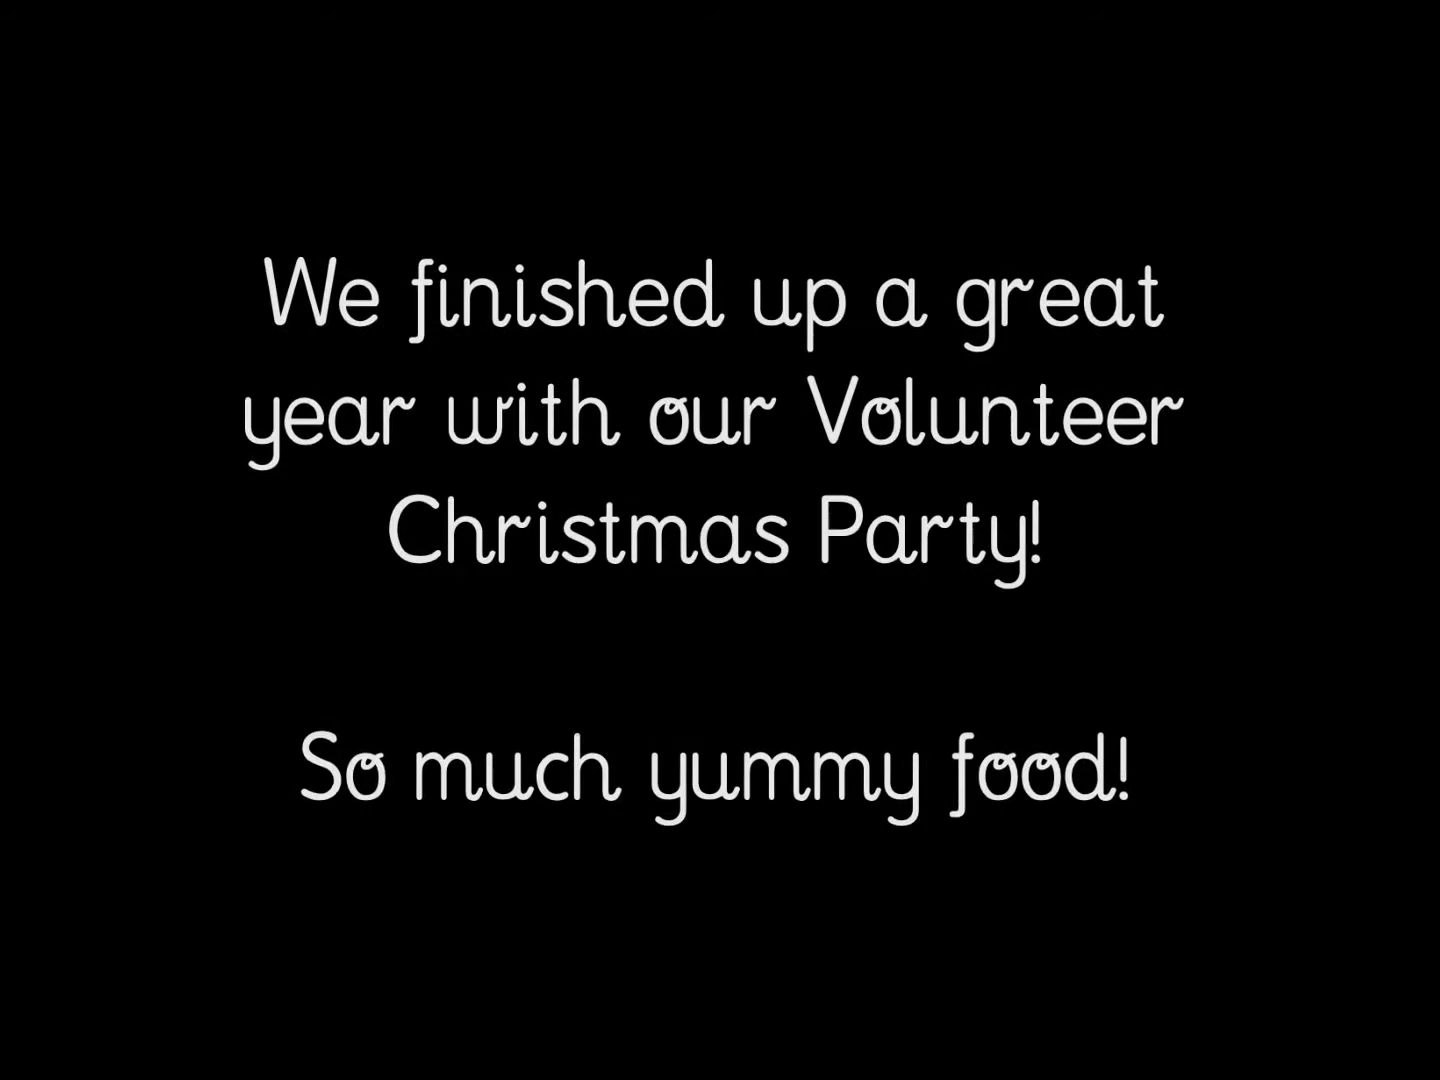 We finished up a great
year with our Volunteer
Christmas Party!
So much yummy food!